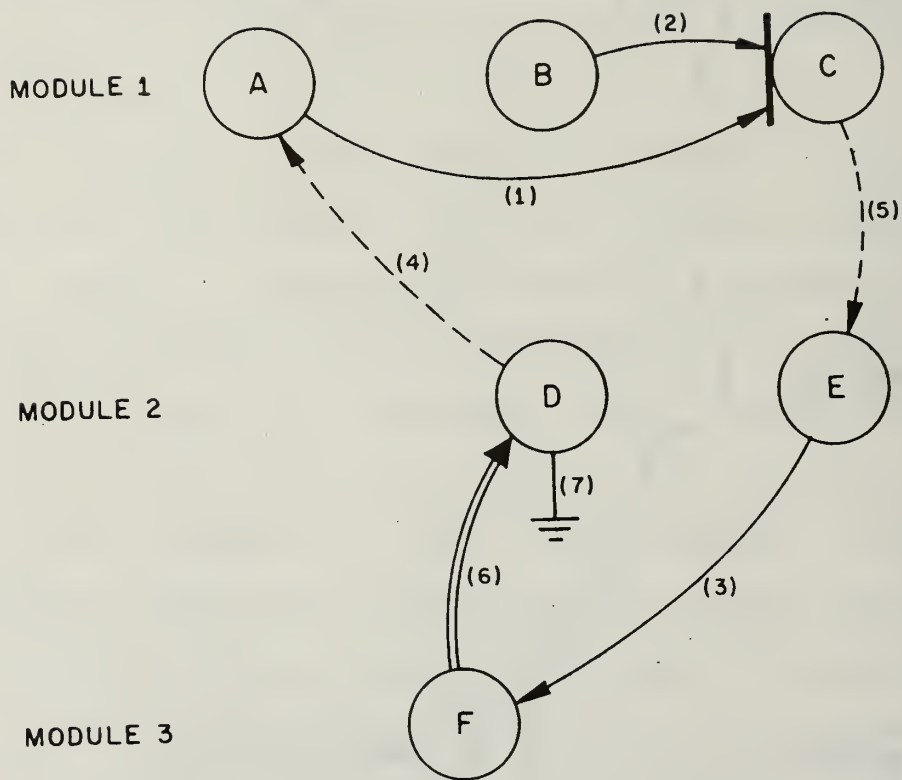 (2)
MODULE 1 A B C
(1)
(5)
(4)
MODULE 2 D E
(7)
(6)
(3)
MODULE 3 F